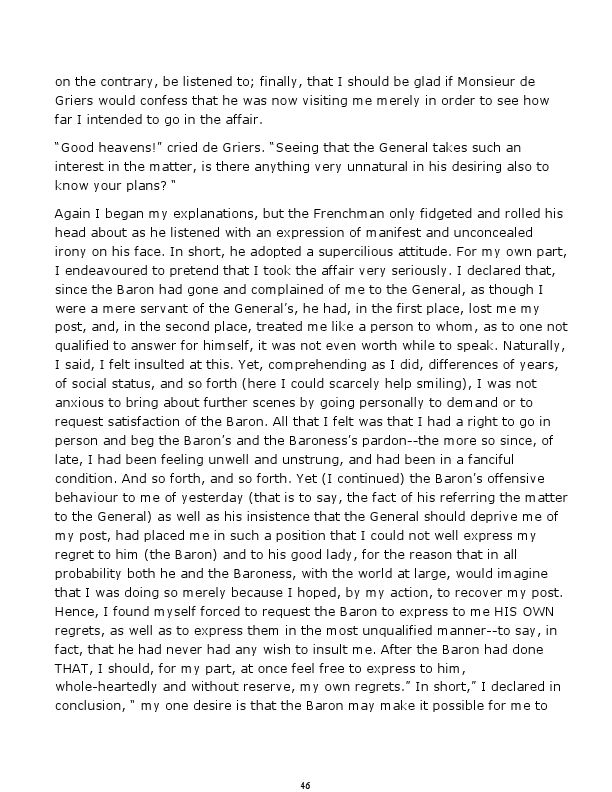 on the contrary, be listened to; finally, that I should be glad if Monsieur de
Griers would confess that he was now visiting me merely in order to see how
far I intended to go in the affair.
“Good heavens!” cried de Griers. “Seeing that the General takes such an
interest in the matter, is there anything very unnatural in his desiring also to
know your plans? “
Again I began my explanations, but the Frenchman only fidgeted and rolled his
head about as he listened with an expression of manifest and unconcealed
irony on his face. In short, he adopted a supercilious attitude. For my own part,
I endeavoured to pretend that I took the affair very seriously. I declared that,
since the Baron had gone and complained of me to the General, as though I
were a mere servant of the General’s, he had, in the first place, lost me my
post, and, in the second place, treated me like a person to whom, as to one not
qualified to answer for himself, it was not even worth while to speak. Naturally,
I said, I felt insulted at this. Yet, comprehending as I did, differences of years,
of social status, and so forth (here I could scarcely help smiling), I was not
anxious to bring about further scenes by going personally to demand or to
request satisfaction of the Baron. All that I felt was that I had a right to go in
person and beg the Baron’s and the Baroness’s pardon--the more so since, of
late, I had been feeling unwell and unstrung, and had been in a fanciful
condition. And so forth, and so forth. Yet (I continued) the Baron’s offensive
behaviour to me of yesterday (that is to say, the fact of his referring the matter
to the General) as well as his insistence that the General should deprive me of
my post, had placed me in such a position that I could not well express my
regret to him (the Baron) and to his good lady, for the reason that in all
probability both he and the Baroness, with the world at large, would imagine
that I was doing so merely because I hoped, by my action, to recover my post.
Hence, I found myself forced to request the Baron to express to me HIS OWN
regrets, as well as to express them in the most unqualified manner--to say, in
fact, that he had never had any wish to insult me. After the Baron had done
THAT, I should, for my part, at once feel free to express to him,
whole-heartedly and without reserve, my own regrets.” In short,” I declared in
conclusion, “ my one desire is that the Baron may make it possible for me to
46